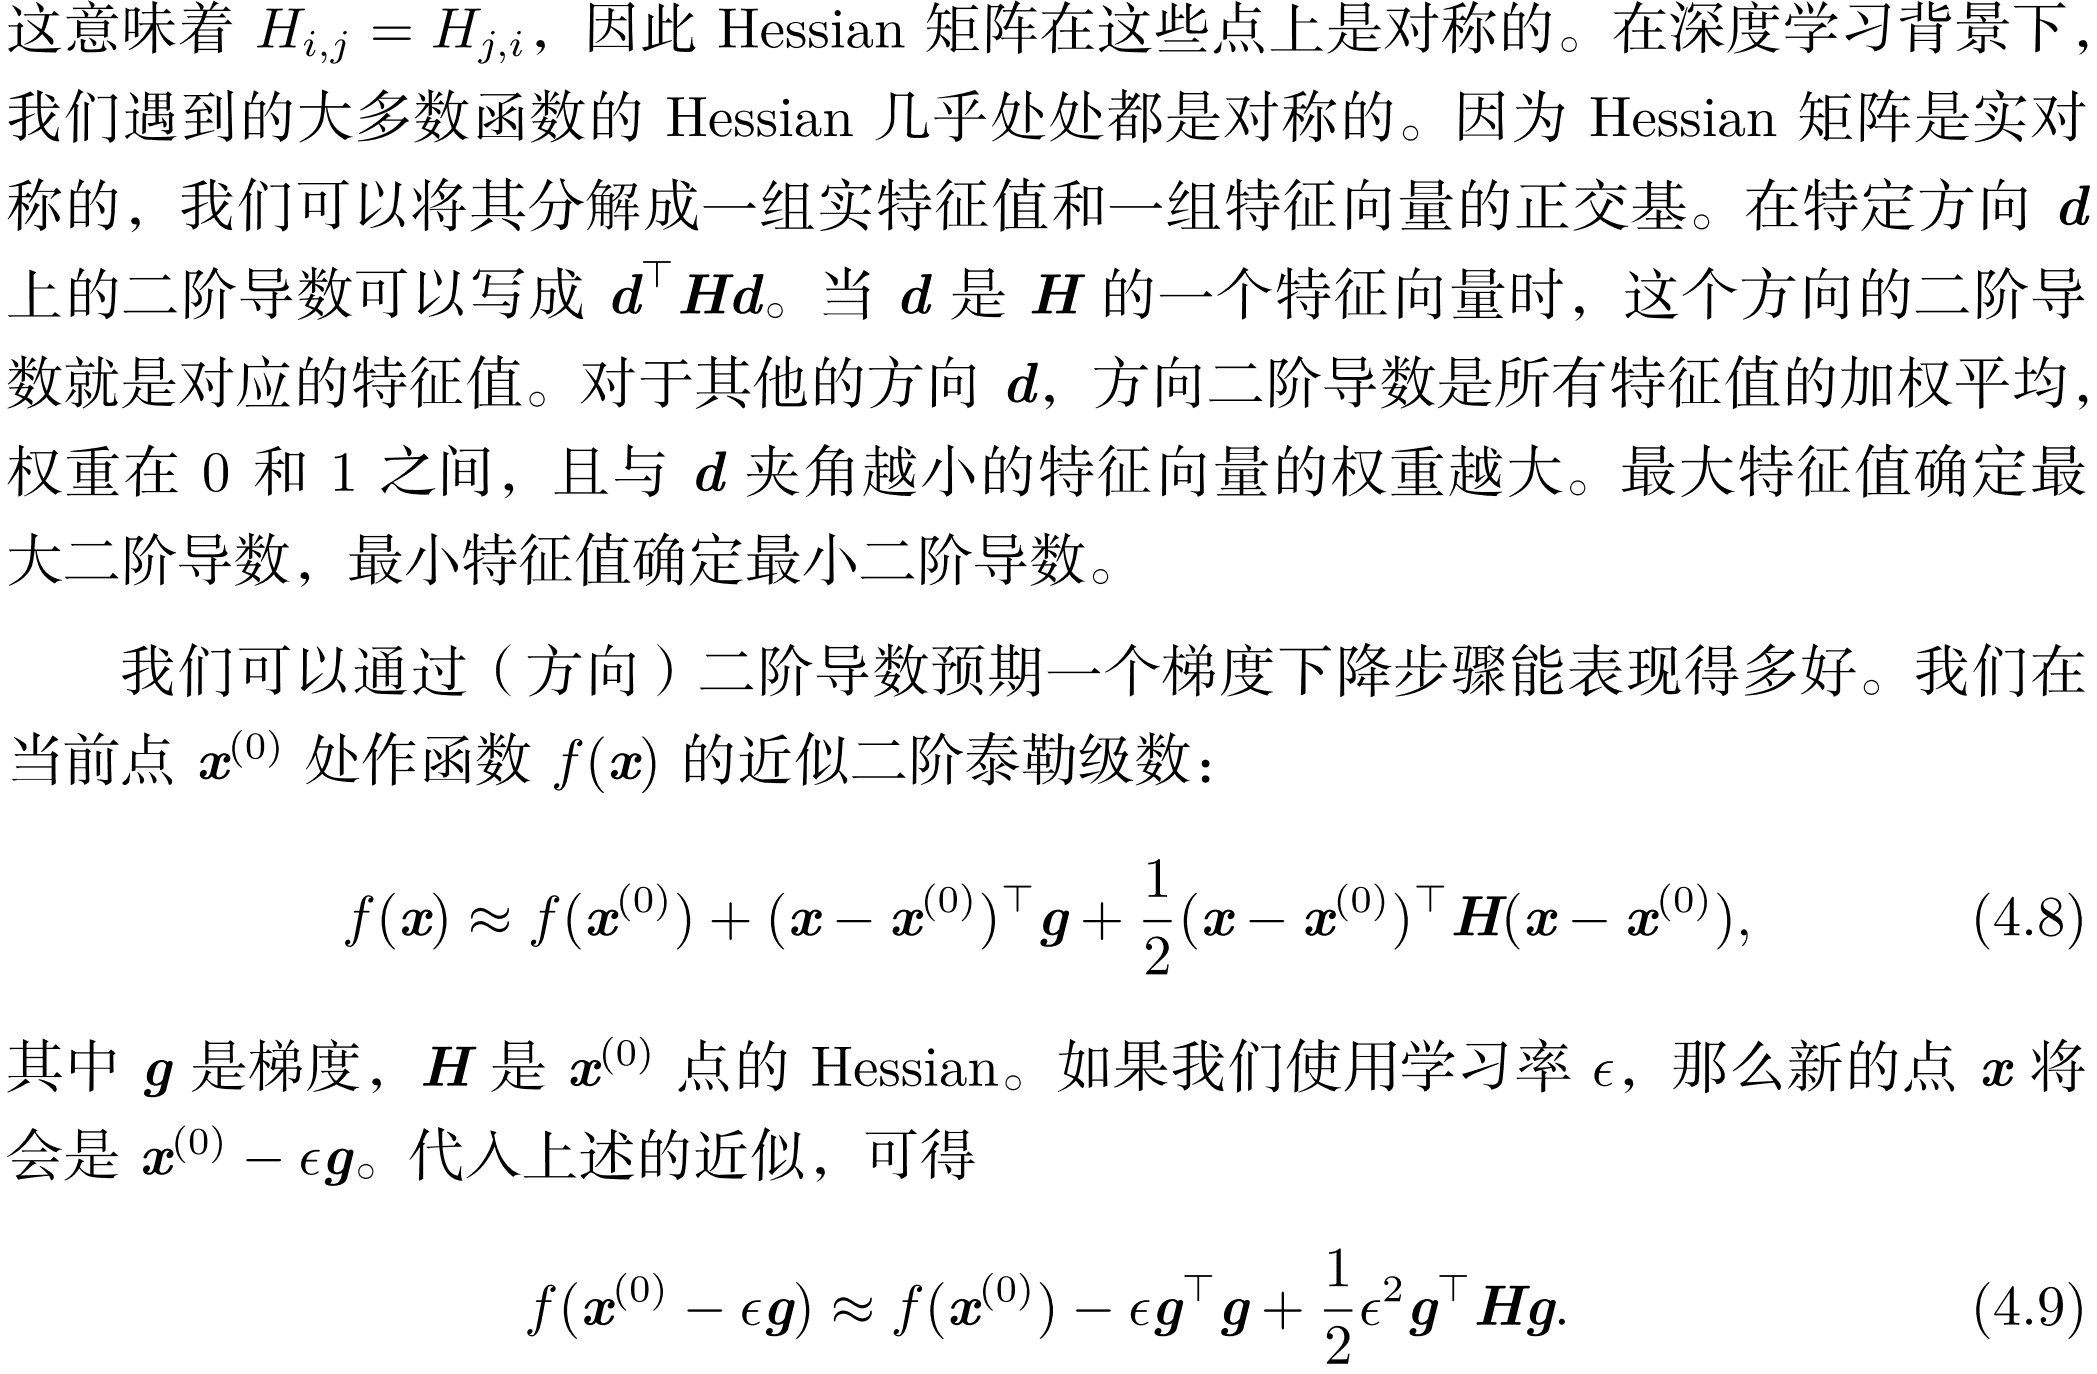 这意味着 $H_{i,j} = H_{j,i}$，因此 Hessian 矩阵在这些点上是对称的。在深度学习背景下，
我们遇到的大多数函数的 Hessian 几乎处处都是对称的。因为 Hessian 矩阵是实对
称的，我们可以将其分解成一组实特征值和一组特征向量的正交基。在特定方向 $\boldsymbol{d}$
上的二阶导数可以写成 $\boldsymbol{d}^\top \boldsymbol{H} \boldsymbol{d}$。当 $\boldsymbol{d}$ 是 $\boldsymbol{H}$ 的一个特征向量时，这个方向的二阶导
数就是对应的特征值。对于其他的方向 $\boldsymbol{d}$，方向二阶导数是所有特征值的加权平均，
权重在 0 和 1 之间，且与 $\boldsymbol{d}$ 夹角越小的特征向量的权重越大。最大特征值确定最
大二阶导数，最小特征值确定最小二阶导数。
我们可以通过（方向）二阶导数预期一个梯度下降步骤能表现得多好。我们在
当前点 $\boldsymbol{x}^{(0)}$ 处作函数 $f(\boldsymbol{x})$ 的近似二阶泰勒级数：
$f(\boldsymbol{x}) \approx f(\boldsymbol{x}^{(0)}) + (\boldsymbol{x} - \boldsymbol{x}^{(0)})^\top \boldsymbol{g} + \frac{1}{2}(\boldsymbol{x} - \boldsymbol{x}^{(0)})^\top \boldsymbol{H}(\boldsymbol{x} - \boldsymbol{x}^{(0)}),$ (4.8)
其中 $\boldsymbol{g}$ 是梯度，$\boldsymbol{H}$ 是 $\boldsymbol{x}^{(0)}$ 点的 Hessian。如果我们使用学习率 $\epsilon$，那么新的点 $\boldsymbol{x}$ 将
会是 $\boldsymbol{x}^{(0)} - \epsilon \boldsymbol{g}$。代入上述的近似，可得
$f(\boldsymbol{x}^{(0)} - \epsilon \boldsymbol{g}) \approx f(\boldsymbol{x}^{(0)}) - \epsilon \boldsymbol{g}^\top \boldsymbol{g} + \frac{1}{2} \epsilon^2 \boldsymbol{g}^\top \boldsymbol{H} \boldsymbol{g}.$ (4.9)